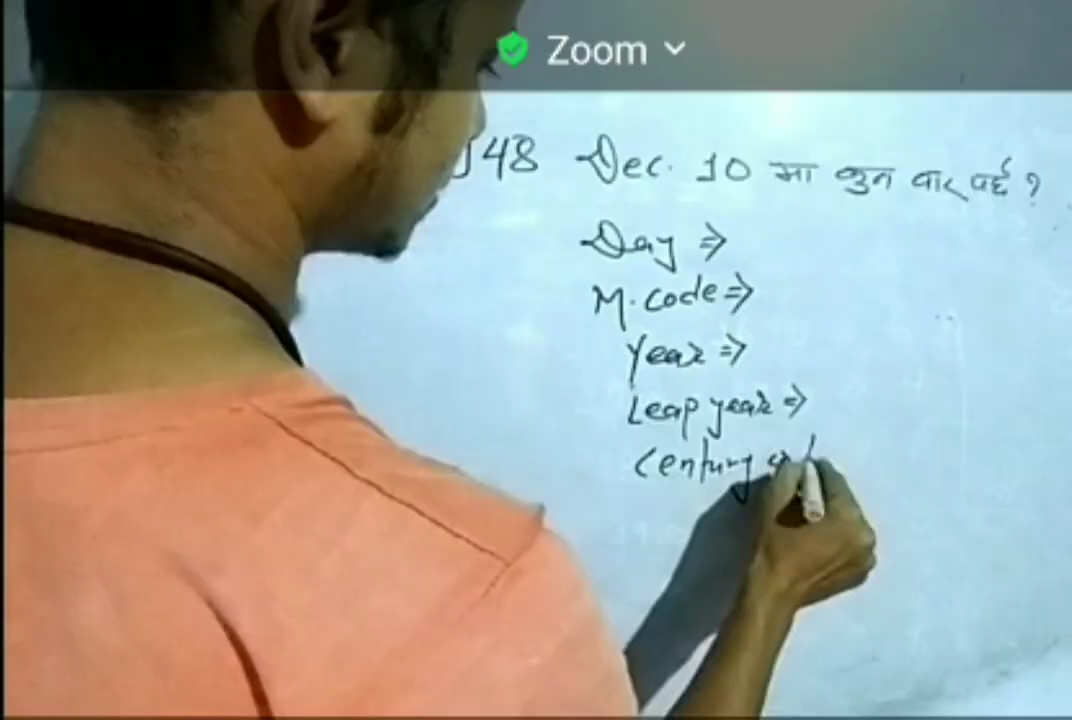 Zoom
48 Dec. 10 मा कुन वार पर्छ ?
Day ⇒
M. code ⇒
Year ⇒
Leap year ⇒
Century ⇒